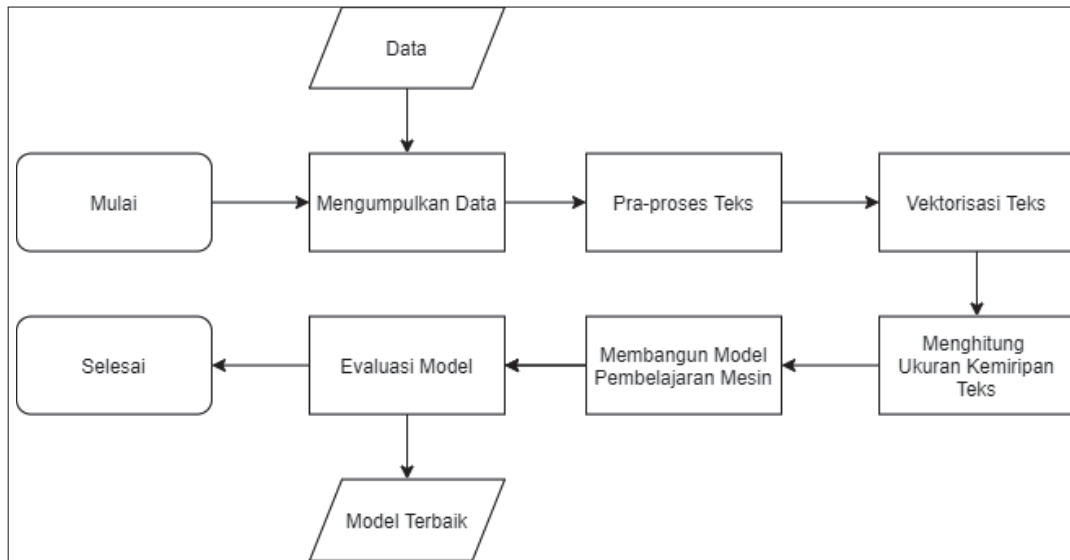 Data
Mulai
Mengumpulkan Data
Pra-proses Teks
Vektorisasi Teks
Menghitung
Ukuran Kemiripan
Teks
Membangun Model
Pembelajaran Mesin
Evaluasi Model
Selesai
Model Terbaik